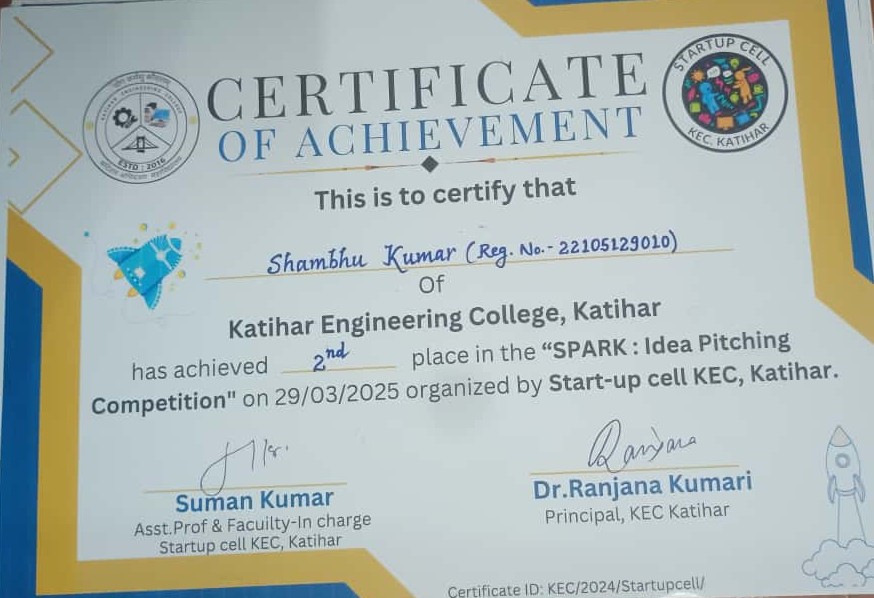 CERTIFICATE
OF ACHIEVEMENT
KATIHAR ENGINEERING COLLEGE
ESTD : 2016
STARTUP CELL
KEC, KATIHAR
This is to certify that
Shambhu Kumar (Reg. No.- 22105129010)
Of
Katihar Engineering College, Katihar
has achieved 2nd place in the “SPARK : Idea Pitching
Competition" on 29/03/2025 organized by Start-up cell KEC, Katihar.
Ranjana
Suman Kumar
Asst.Prof & Facuilty-In charge
Startup cell KEC, Katihar
Dr.Ranjana Kumari
Principal, KEC Katihar
Certificate ID: KEC/2024/Startupcell/